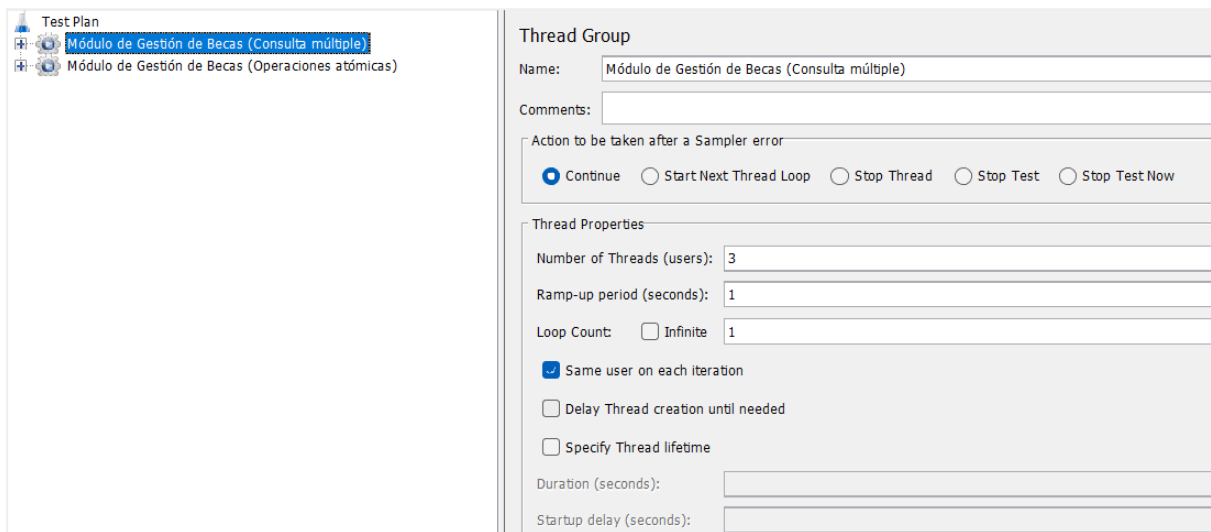 Test Plan
Módulo de Gestión de Becas (Consulta múltiple)
Módulo de Gestión de Becas (Operaciones atómicas)
Thread Group
Name: Módulo de Gestión de Becas (Consulta múltiple)
Comments:
Action to be taken after a Sampler error
Continue Start Next Thread Loop Stop Thread Stop Test Stop Test Now
Thread Properties
Number of Threads (users): 3
Ramp-up period (seconds): 1
Loop Count: Infinite 1
Same user on each iteration
Delay Thread creation until needed
Specify Thread lifetime
Duration (seconds):
Startup delay (seconds):